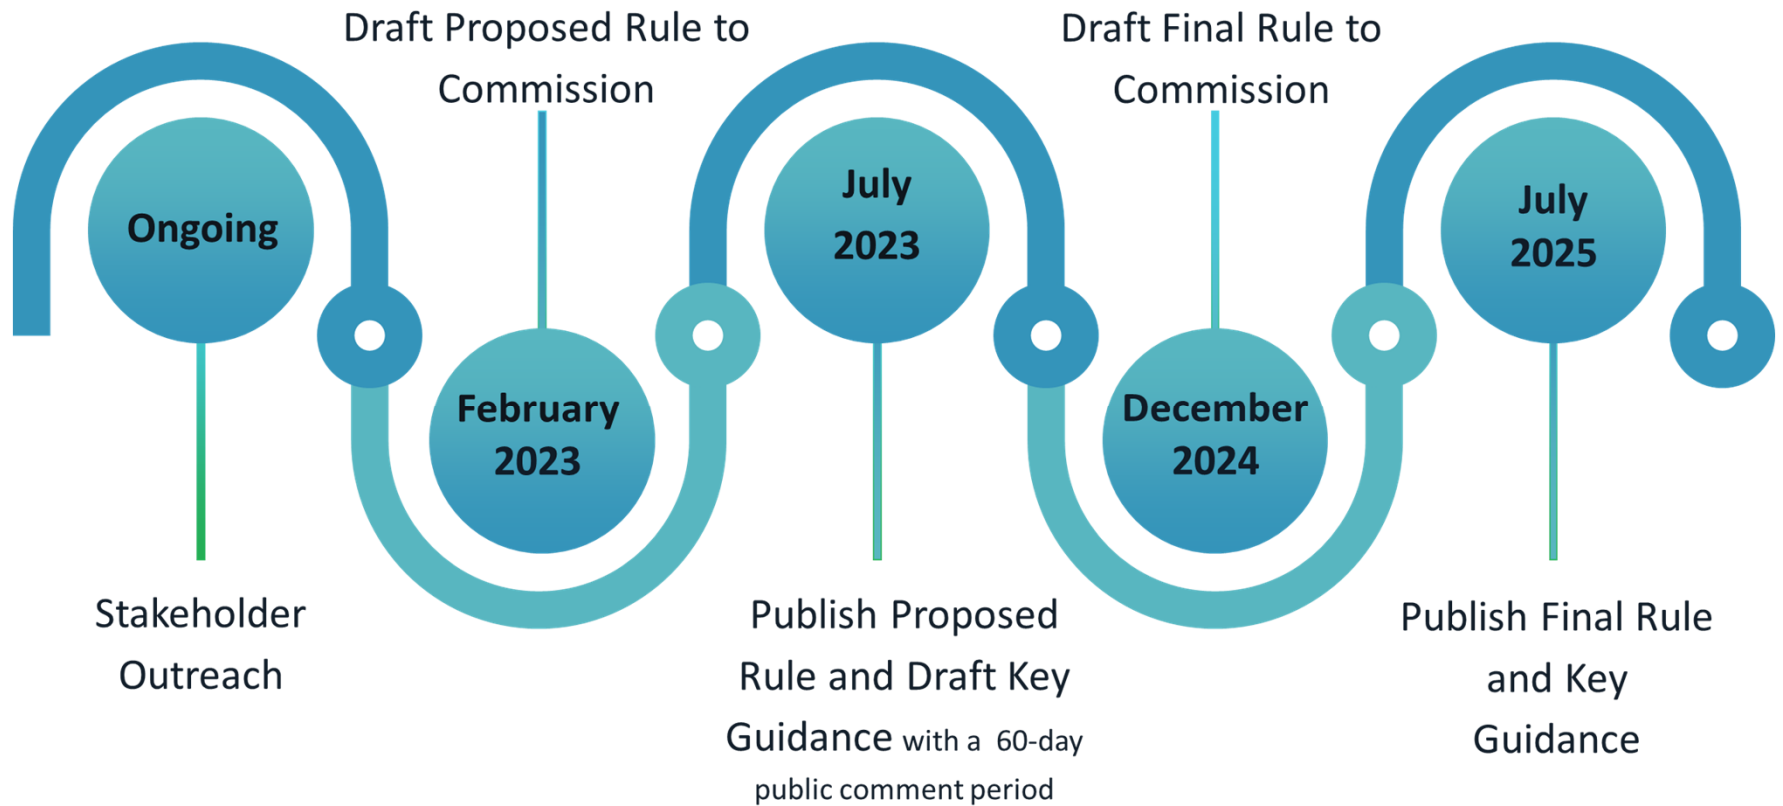 Ongoing
Stakeholder
Outreach
Draft Proposed Rule to
Commission
February
2023
July
2023
Publish Proposed
Rule and Draft Key
Guidance with a 60-day
public comment period
Draft Final Rule to
Commission
December
2024
July
2025
Publish Final Rule
and Key
Guidance